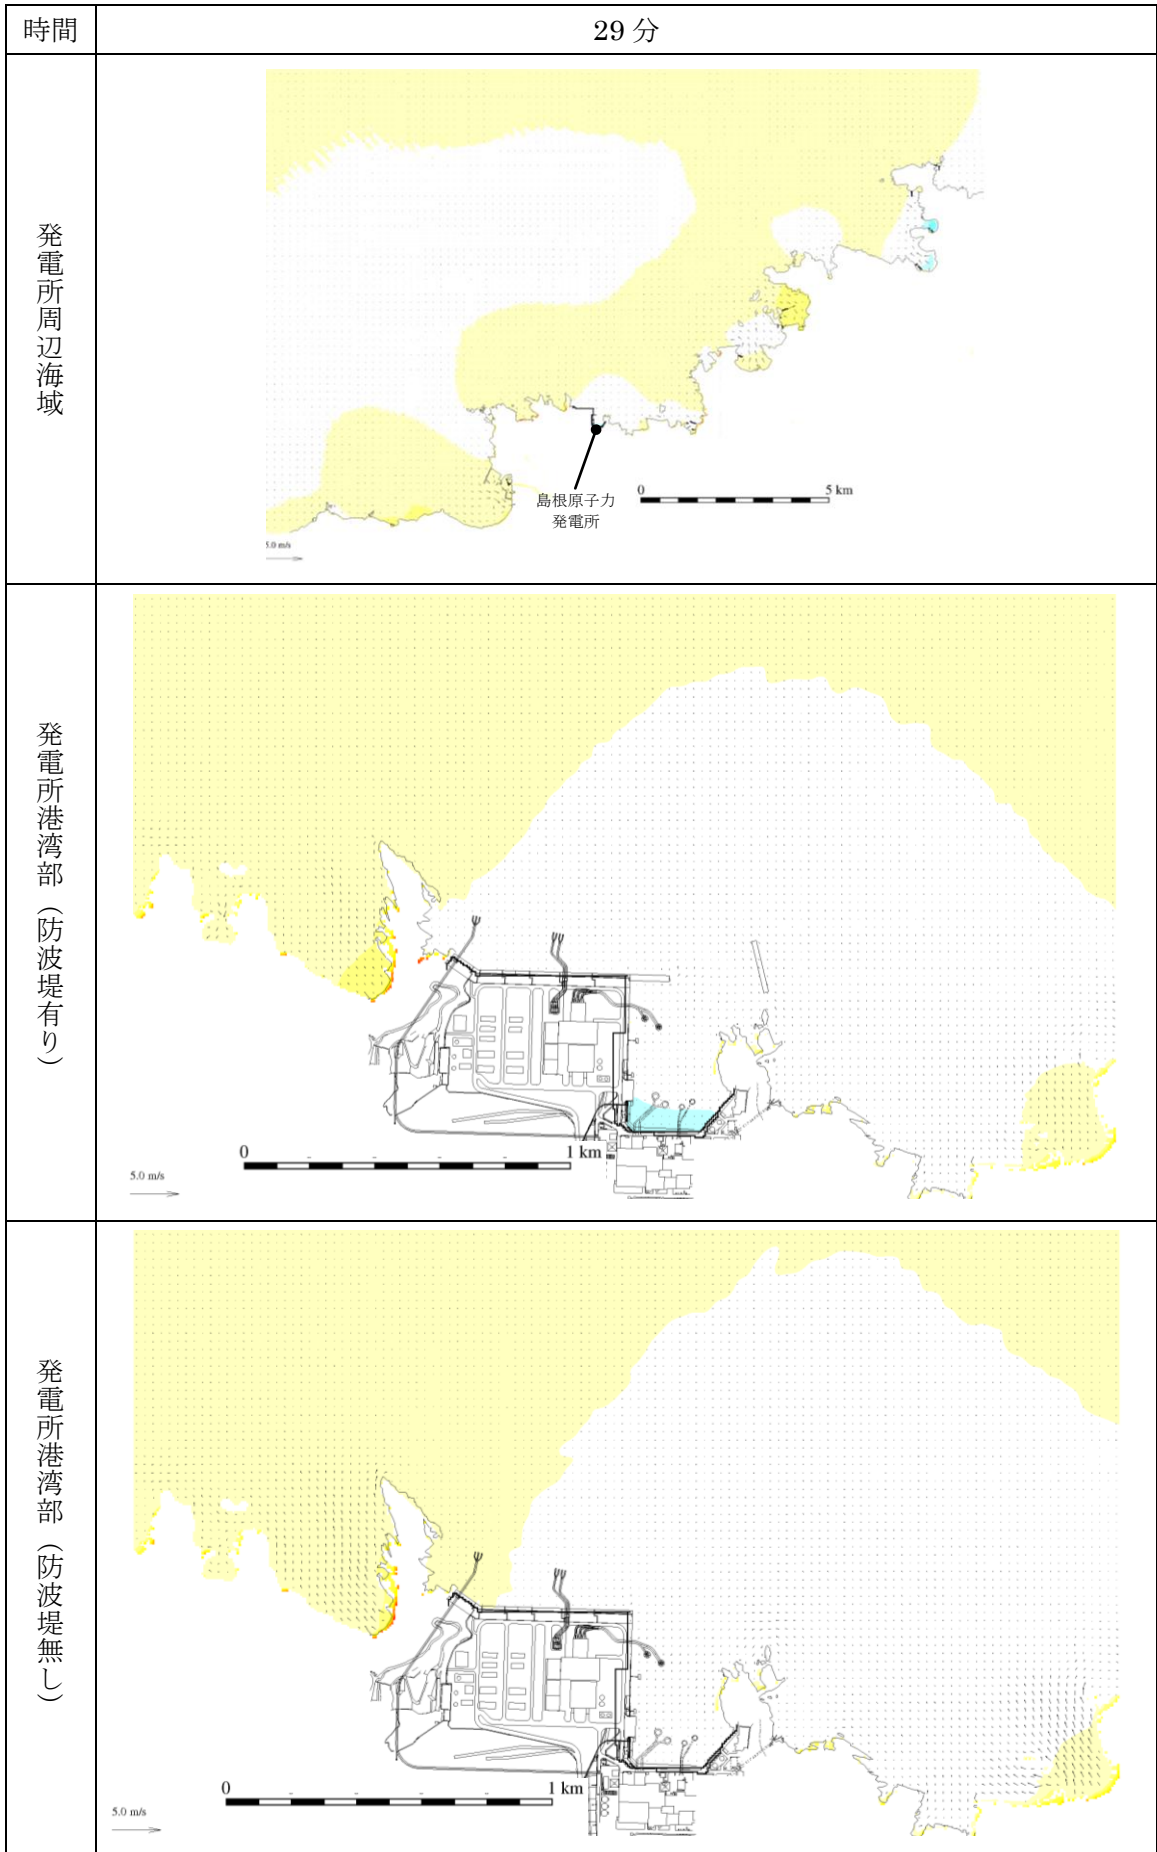 時間
29 分
発電所周辺海域
島根原子力
発電所
0
5 km
5.0 m/s
発電所港湾部（防波堤有り）
0
1 km
5.0 m/s
発電所港湾部（防波堤無し）
0
1 km
5.0 m/s